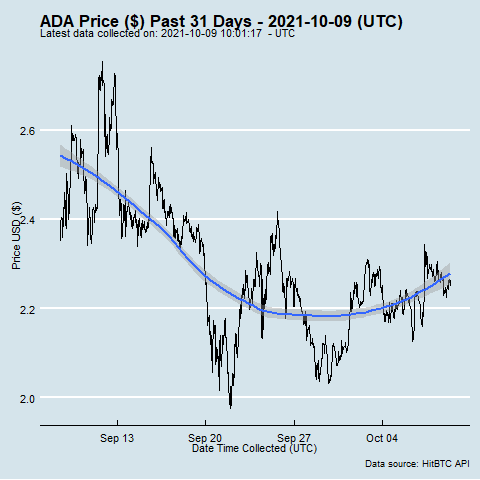 ADA Price ($) Past 31 Days - 2021-10-09 (UTC)
Latest data collected on: 2021-10-09 10:01:17 - UTC
2.6
2.4
2.2
2.0
Price USD ($)
Sep 13 Sep 20 Sep 27 Oct 04
Date Time Collected (UTC)
Data source: HitBTC API